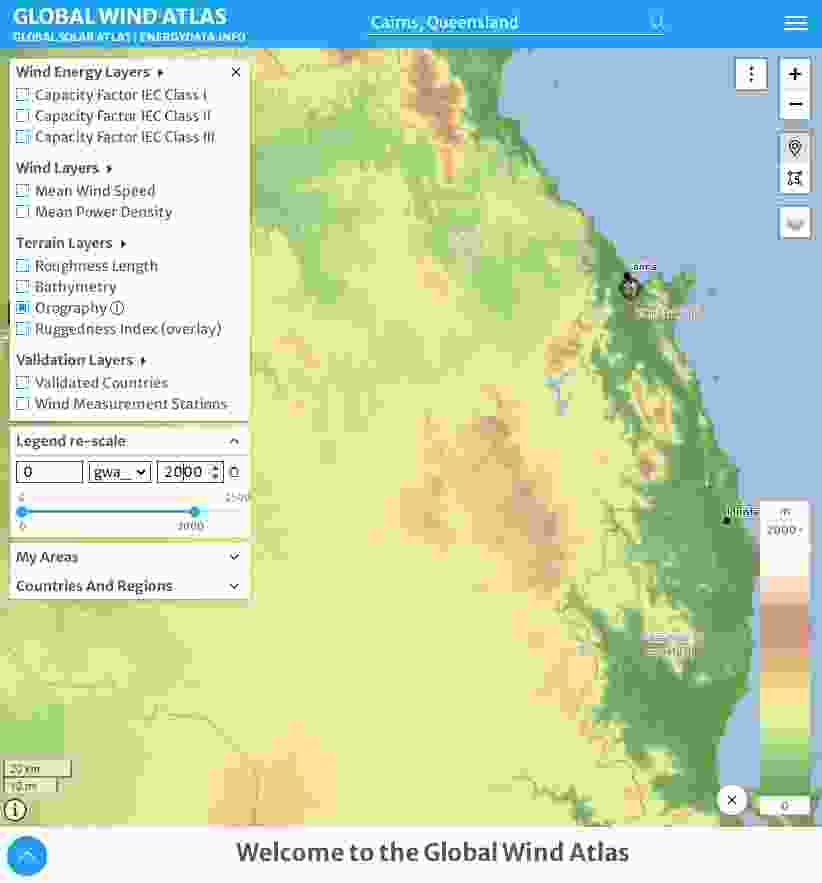 GLOBAL WIND ATLAS
GLOBAL SOLAR ATLAS | ENERGYDATA.INFO
Cairns, Queensland
Wind Energy Layers
Capacity Factor IEC Class I
Capacity Factor IEC Class II
Capacity Factor IEC Class III
Wind Layers
Mean Wind Speed
Mean Power Density
Terrain Layers
Roughness Length
Bathymetry
Orography
Ruggedness Index (overlay)
Validation Layers
Validated Countries
Wind Measurement Stations
Legend re-scale
0 gwa_ 2000
0 2500
0 2000
My Areas
Countries And Regions
m
2000+
0
20 km
10 mi
Welcome to the Global Wind Atlas